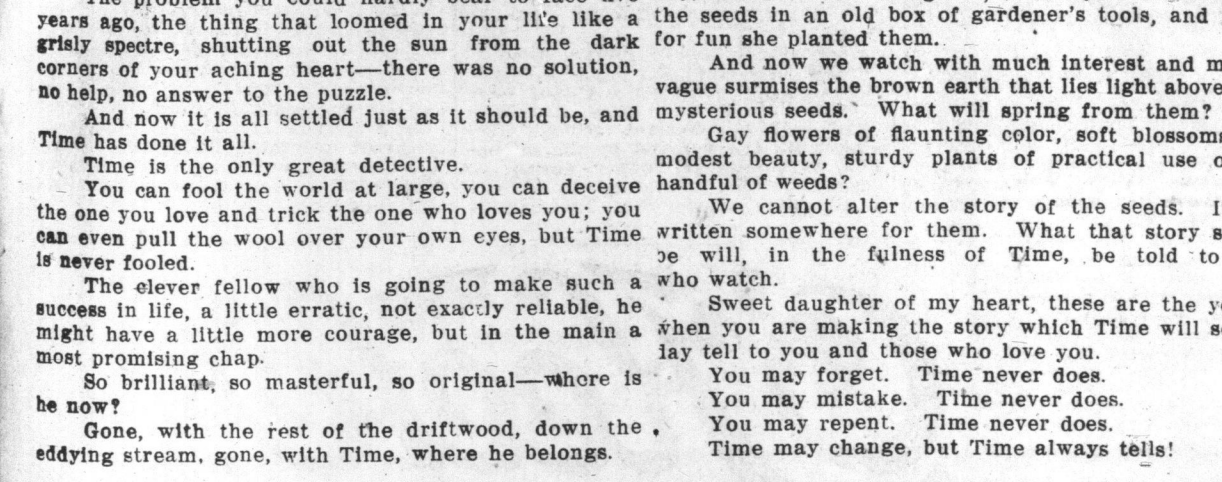 years ago, the thing that loomed in your life like a
grisly spectre, shutting out the sun from the dark
corners of your aching heart—there was no solution,
no help, no answer to the puzzle.
And now it is all settled just as it should be, and
Time has done it all.
Time is the only great detective.
You can fool the world at large, you can deceive
the one you love and trick the one who loves you; you
can even pull the wool over your own eyes, but Time
is never fooled.
The clever fellow who is going to make such a
success in life, a little erratic, not exactly reliable, he
might have a little more courage, but in the main a
most promising chap.
So brilliant, so masterful, so original—where is
he now?
Gone, with the rest of the driftwood, down the
eddying stream, gone, with Time, where he belongs.
the seeds in an old box of gardener's tools, and
for fun she planted them.
And now we watch with much interest and
vague surmises the brown earth that lies light above
mysterious seeds. What will spring from them?
Gay flowers of flaunting color, soft
modest beauty, sturdy plants of practical use
handful of weeds?
We cannot alter the story of the seeds.
written somewhere for them. What that story
be will, in the fulness of Time, be told to
who watch.
Sweet daughter of my heart, these are the
when you are making the story which Time will
day tell to you and those who love you.
You may forget. Time never does.
You may mistake. Time never does.
You may repent. Time never does.
Time may change, but Time always tells!